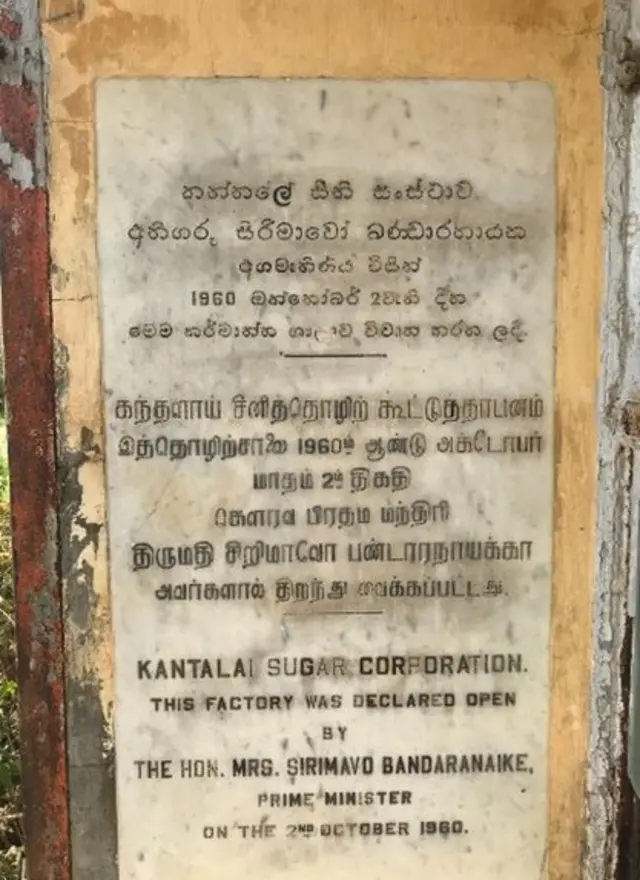 කන්තලේ සීනි සංස්ථාව.
අතිගරු සිරිමාවෝ බණ්ඩාරනායක
අගමැතිණිය විසින්
1960 ඔක්තෝබර් 2වැනි දින
මෙම කර්මාන්ත ශාලාව විවෘත කරන ලදී.
கந்தளாய் சீனித்தொழிற் கூட்டுத்தாபனம்
இத்தொழிற்சாலை 1960ம் ஆண்டு அக்டோபர்
மாதம் 2ந் திகதி
கௌரவ பிரதம மந்திரி
திருமதி சிறிமாவோ பண்டாரநாயக்கா
அவர்களால் திறந்து வைக்கப்பட்டது.
KANTALAI SUGAR CORPORATION.
THIS FACTORY WAS DECLARED OPEN
BY
THE HON. MRS. SIRIMAVO BANDARANAIKE,
PRIME MINISTER
ON THE 2ND OCTOBER 1960.